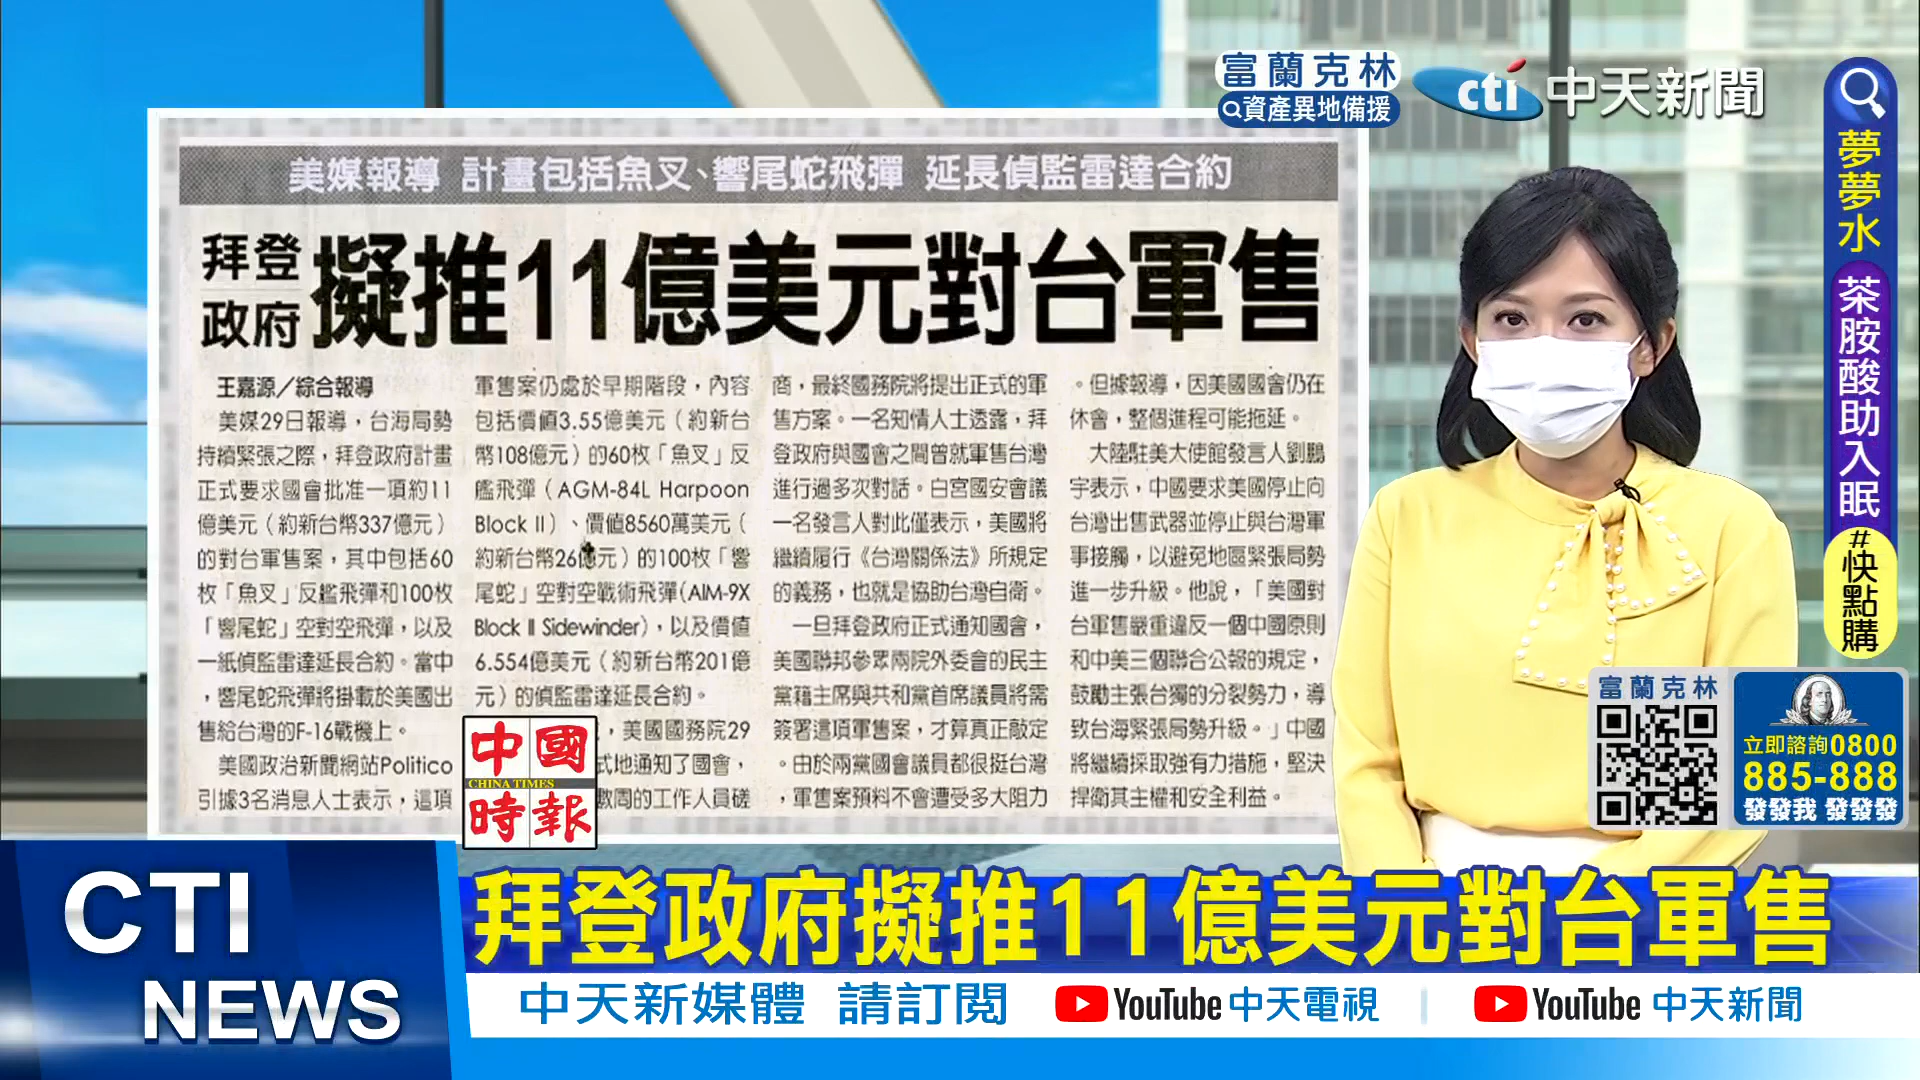 富蘭克林
資產異地備援
cti 中天新聞
夢夢水
茶胺酸助入眠
#快點購
美媒報導 計畫包括魚叉、響尾蛇飛彈 延長偵監雷達合約
拜登政府擬推11億美元對台軍售
王嘉源／綜合報導
美媒29日報導，台海局勢
持續緊張之際，拜登政府計畫
正式要求國會批准一項約11
億美元（約新台幣337億元）
的對台軍售案，其中包括60
枚「魚叉」反艦飛彈和100枚
「響尾蛇」空對空飛彈，以及
一紙偵監雷達延長合約。當中
，響尾蛇飛彈將掛載於美國出
售給台灣的F-16戰機上。
美國政治新聞網站Politico
引據3名消息人士表示，這項
軍售案仍處於早期階段，內容
包括價值3.55億美元（約新台
幣108億元）的60枚「魚叉」反
艦飛彈（AGM-84L Harpoon
Block II）、價值8560萬美元（
約新台幣26億元）的100枚「響
尾蛇」空對空戰術飛彈(AIM-9X
Block II Sidewinder)，以及價值
6.554億美元（約新台幣201億
元）的偵監雷達延長合約。
，美國國務院29
式地通知了國會，
數周的工作人員磋
商，最終國務院將提出正式的軍
售方案。一名知情人士透露，拜
登政府與國會之間曾就軍售台灣
進行過多次對話。白宮國安會議
一名發言人對此僅表示，美國將
繼續履行《台灣關係法》所規定
的義務，也就是協助台灣自衛。
一旦拜登政府正式通知國會，
美國聯邦參眾兩院外委會的民主
黨籍主席與共和黨首席議員將需
簽署這項軍售案，才算真正敲定
。由於兩黨國會議員都很挺台灣
，軍售案預料不會遭受多大阻力
。但據報導，因美國國會仍在
休會，整個進程可能拖延。
大陸駐美大使館發言人劉鵬
宇表示，中國要求美國停止向
台灣出售武器並停止與台灣軍
事接觸，以避免地區緊張局勢
進一步升級。他說，「美國對
台軍售嚴重違反一個中國原則
和中美三個聯合公報的規定，
鼓勵主張台獨的分裂勢力，導
致台海緊張局勢升級。」中國
將繼續採取強有力措施，堅決
捍衛其主權和安全利益。
中國
CHINA TIMES
時報
富蘭克林
立即諮詢0800
885-888
發發我 發發發
CTI
NEWS
拜登政府擬推11億美元對台軍售
中天新媒體 請訂閱 YouTube 中天電視 YouTube 中天新聞